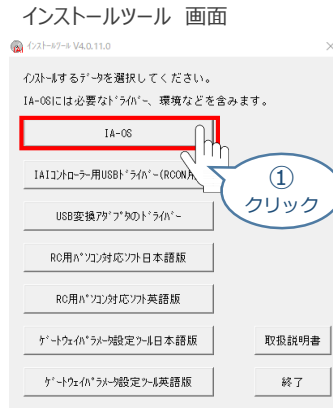 インストールツール 画面
インストールツール V4.0.11.0
インストールするデータを選択してください。
IA-OSには必要なドライバー、環境などを含みます。
IA-OS
IAIコントローラー用USBドライバー(RCON用
①
クリック
USB変換アダプタのドライバー
RC用パソコン対応ソフト日本語版
RC用パソコン対応ソフト英語版
ゲートウェイパラメータ設定ツール日本語版
取扱説明書
ゲートウェイパラメータ設定ツール英語版
終了